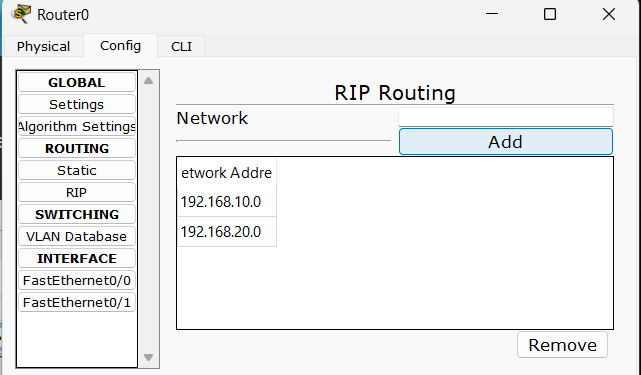 Router0
Physical
Config
CLI
GLOBAL
Settings
Algorithm Settings
ROUTING
Static
RIP
SWITCHING
VLAN Database
INTERFACE
FastEthernet0/0
FastEthernet0/1
RIP Routing
Network
Add
etwork Addre
192.168.10.0
192.168.20.0
Remove